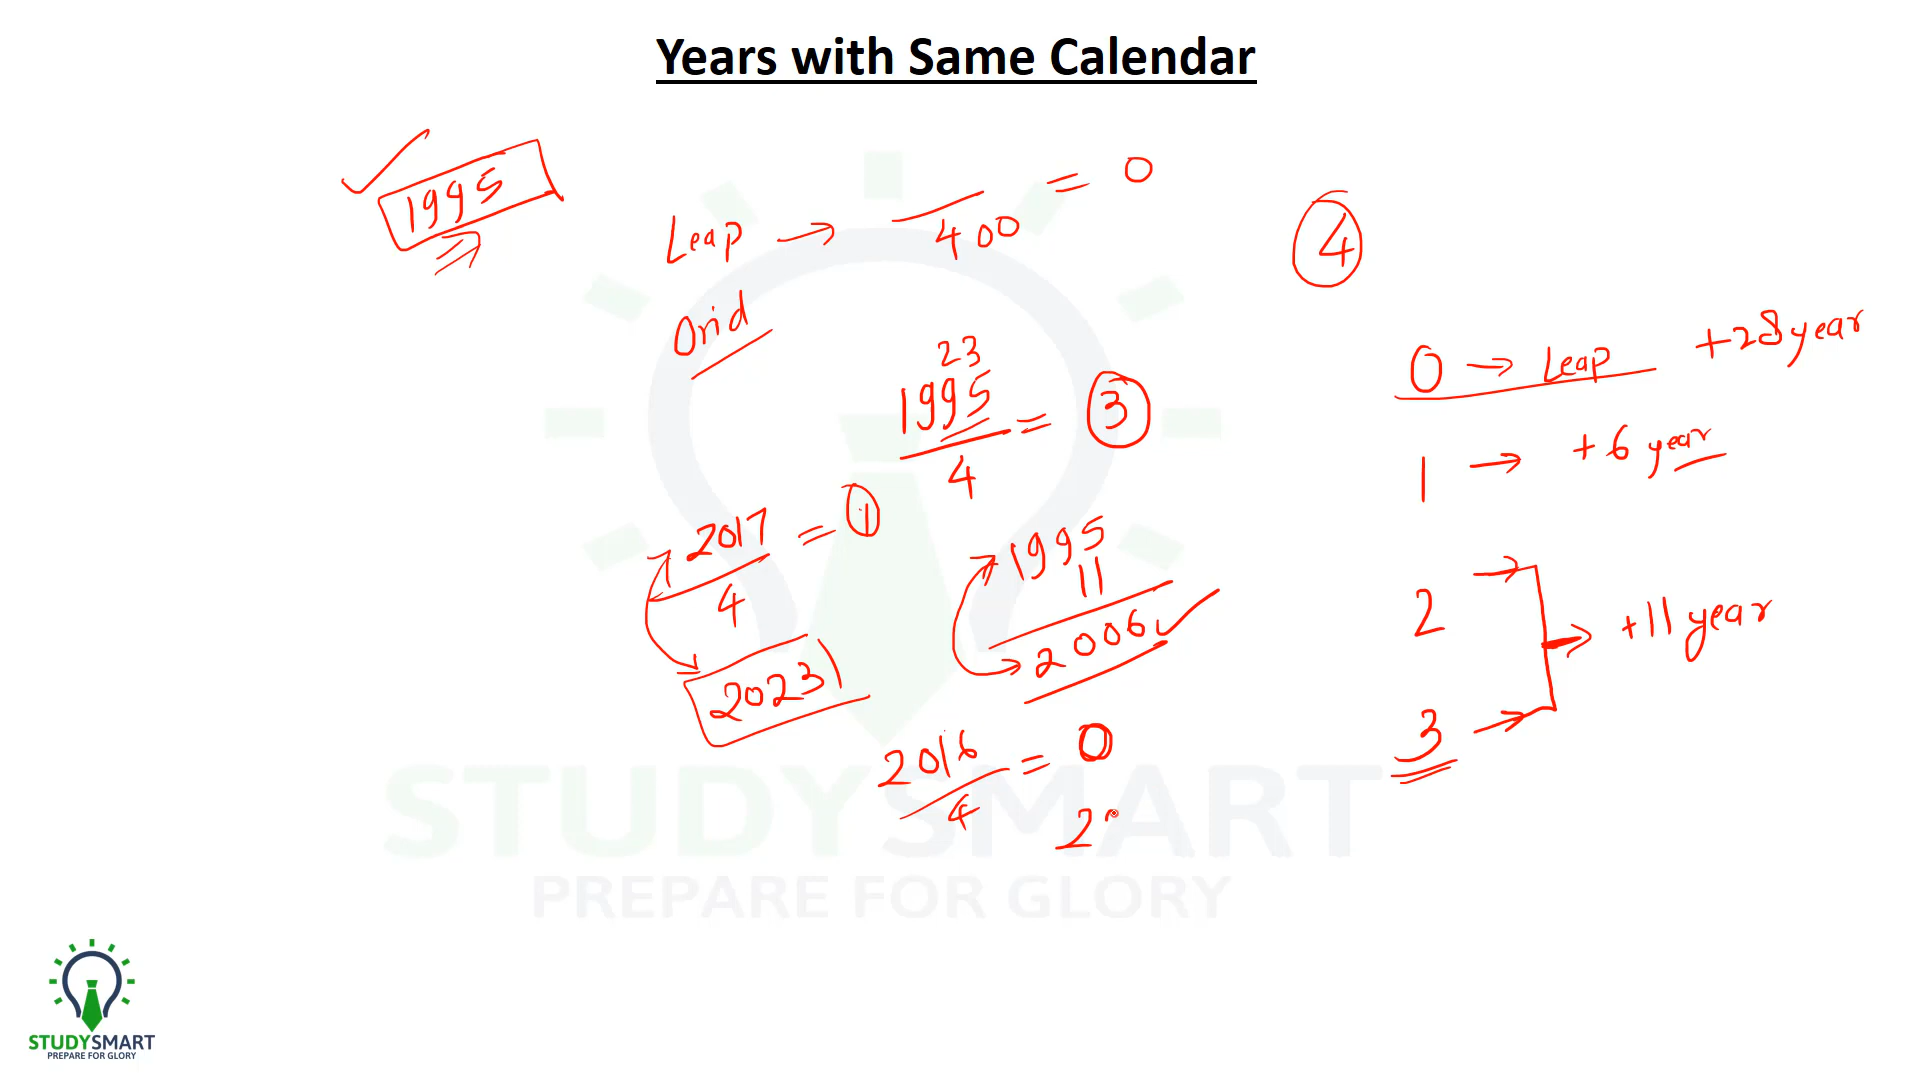 Years with Same Calendar
1995
Leap → /400 = 0
4
Orid
23
1995/4 = 3
0 → Leap +28 year
1 → +6 year
2017/4 = 1
1995
11
2006
2 → +11 year
3 →
2023
2016/4 = 0
2
STUDYSMART
PREPARE FOR GLORY
STUDYSMART
PREPARE FOR GLORY